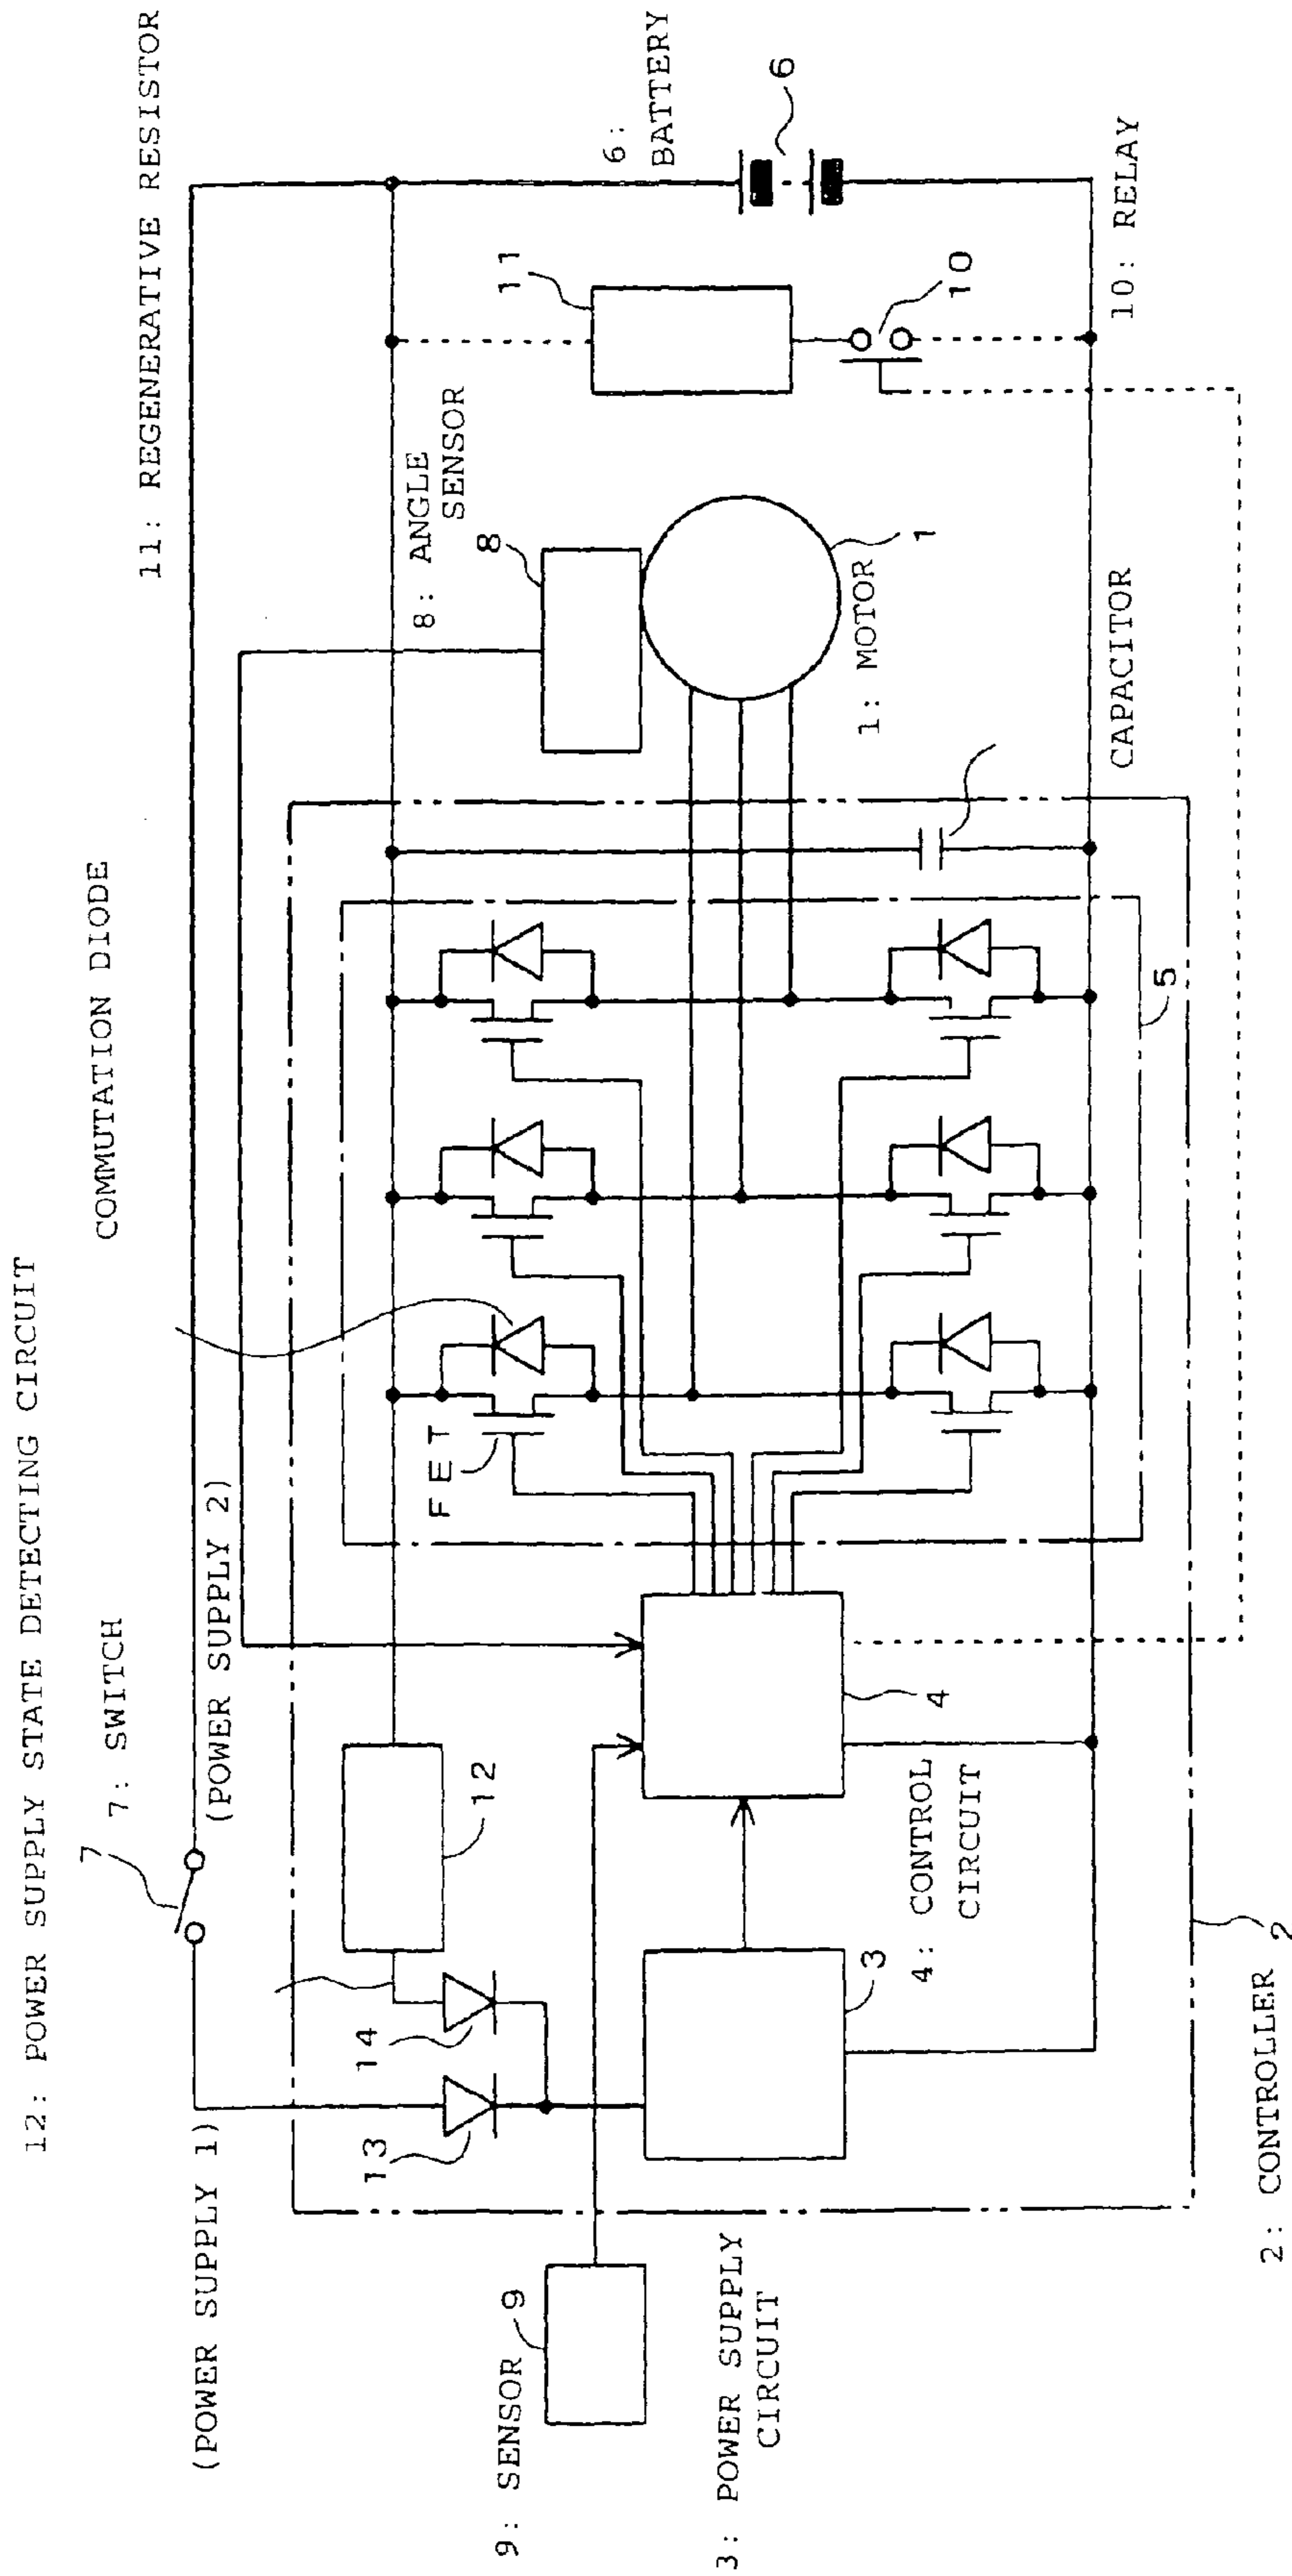 12: POWER SUPPLY STATE DETECTING CIRCUIT
7: SWITCH
COMMUTATION DIODE
11: REGENERATIVE RESISTOR
7
(POWER SUPPLY 1)
(POWER SUPPLY 2)
13
14
12
FET
8: ANGLE
SENSOR
8
11
6:
BATTERY
6
9: SENSOR
9
3: POWER SUPPLY
CIRCUIT
3
4: CONTROL
CIRCUIT
4
1: MOTOR
1
10
10: RELAY
5
CAPACITOR
2: CONTROLLER
2